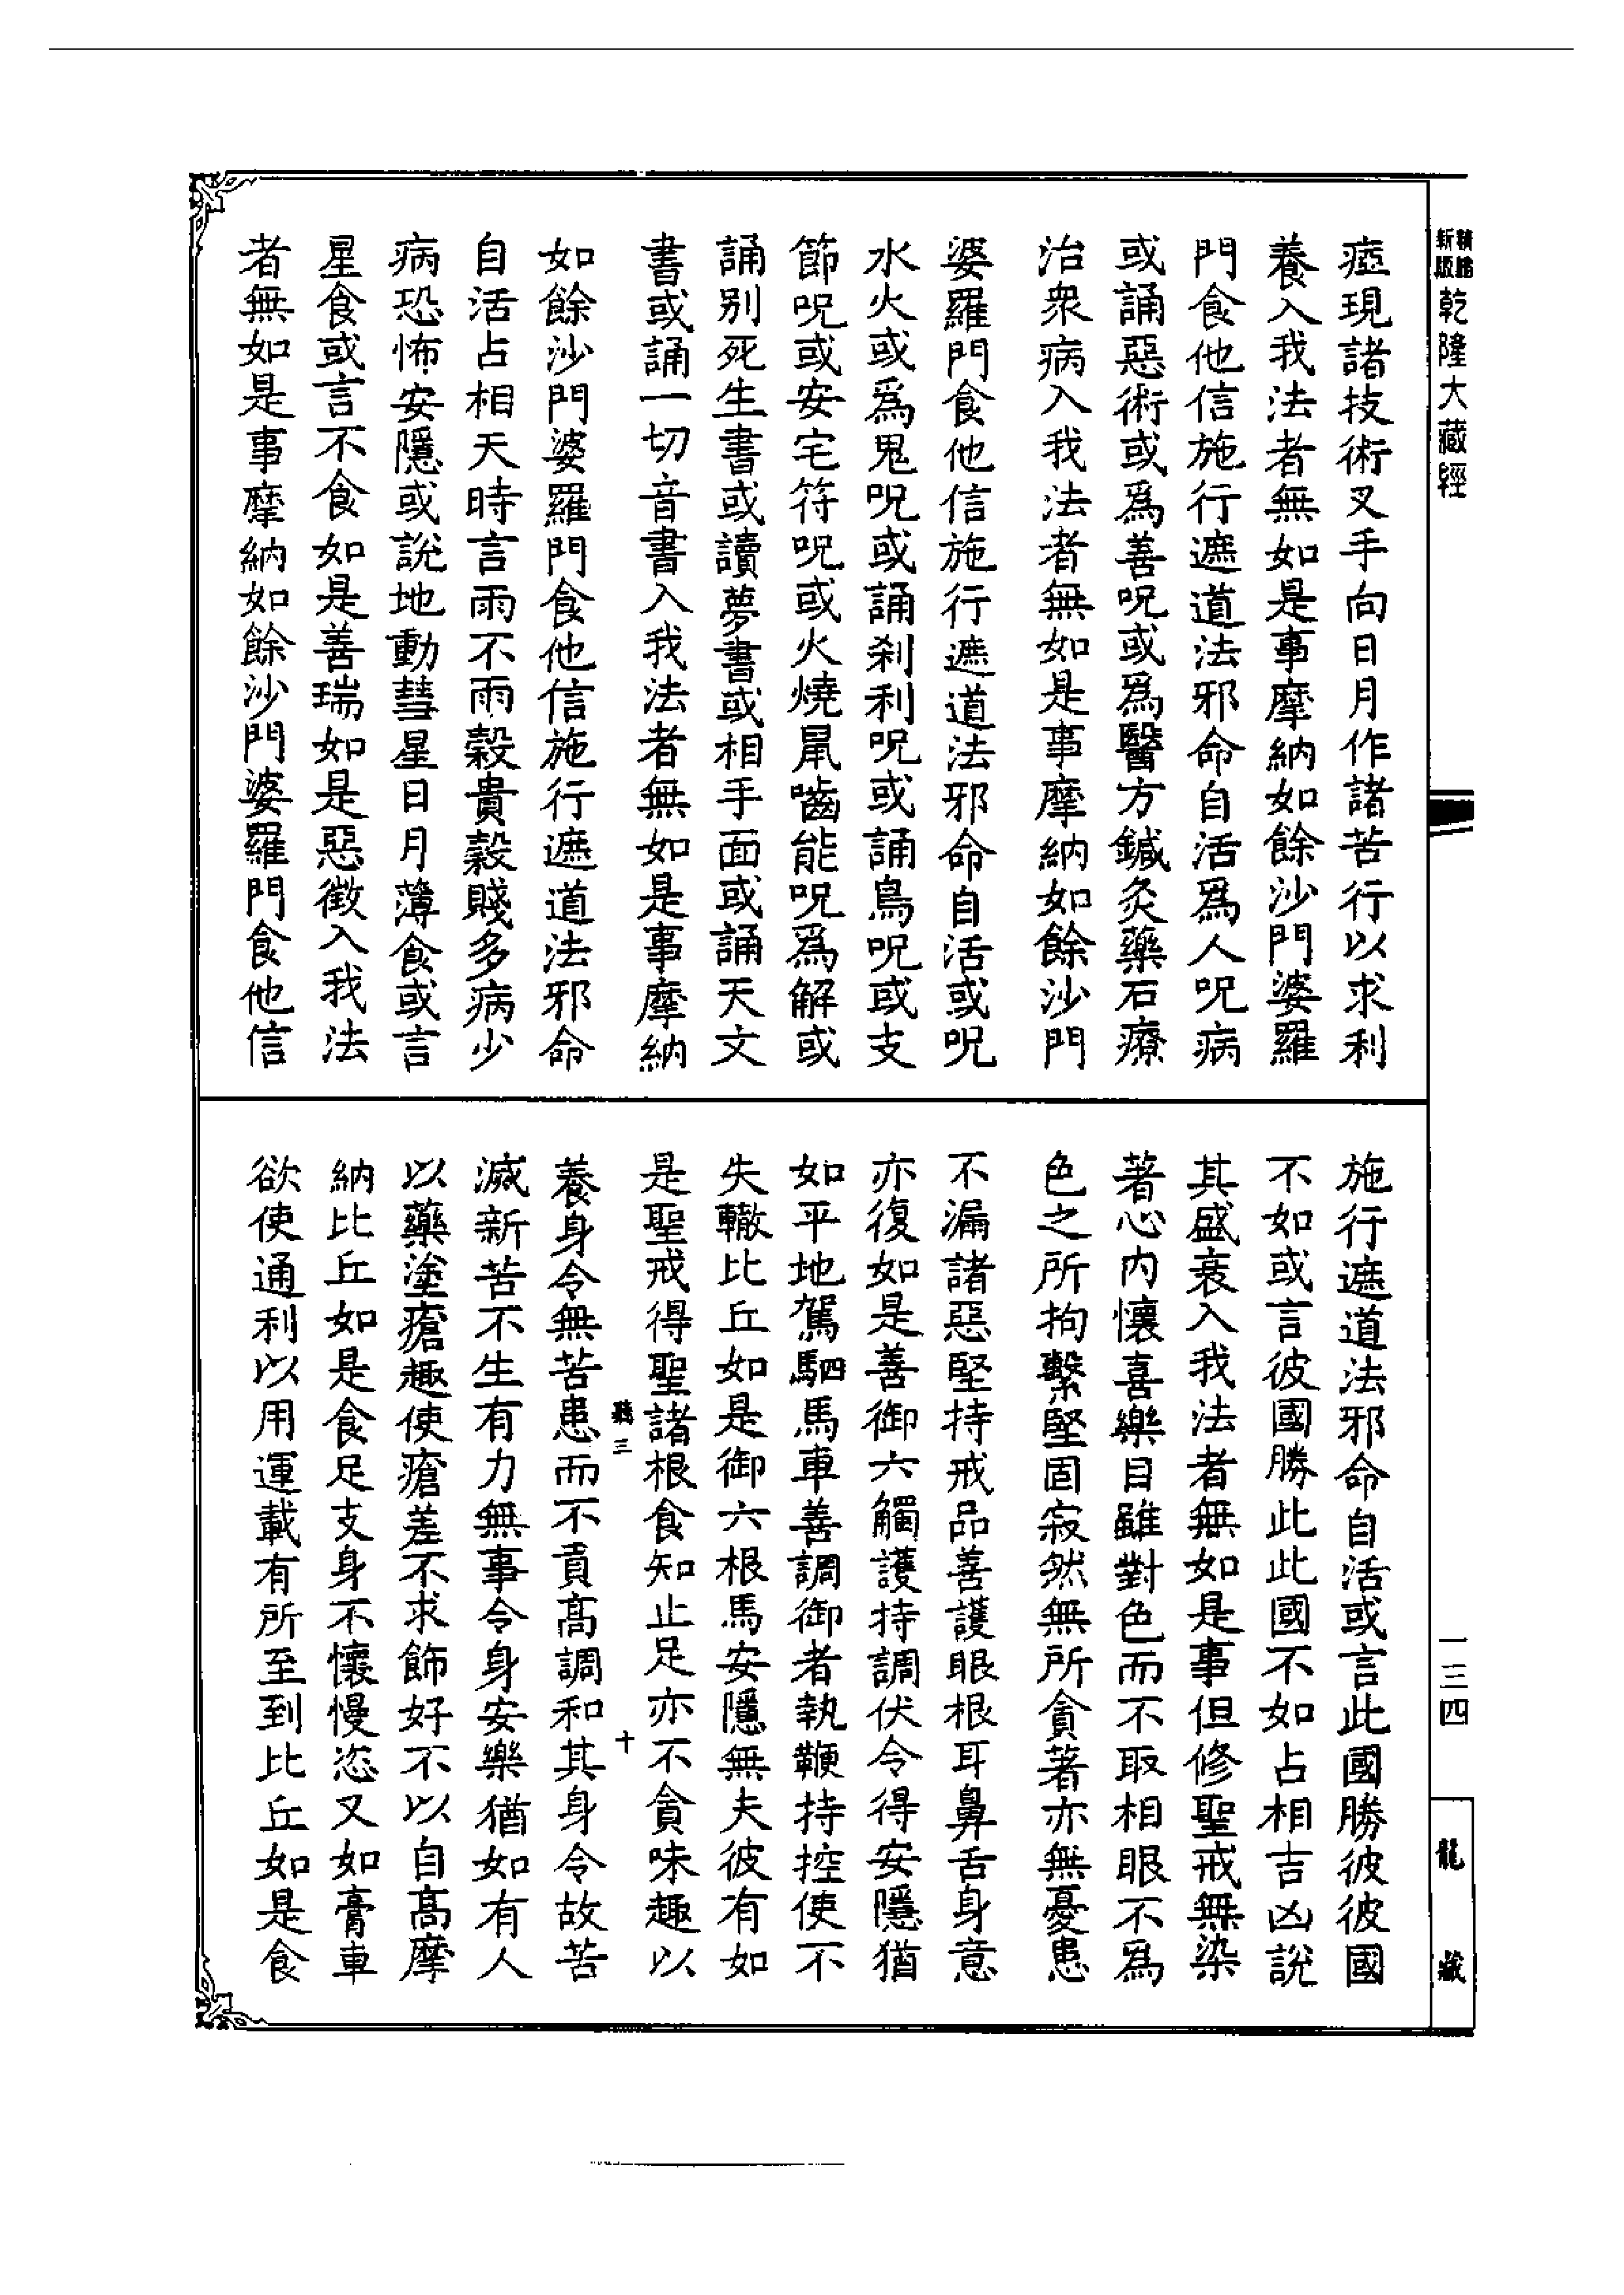 新版
精縮
乾隆大藏經
痖現諸技術叉手向日月作諸苦行以求利
養入我法者無如是事摩納如餘沙門婆羅
門食他信施行遮道法邪命自活爲人呪病
或誦惡術或爲善呪或爲醫方鍼灸藥石療
治衆病入我法者無如是事摩納如餘沙門
婆羅門食他信施行遮道法邪命自活或呪
水火或爲鬼呪或誦刹利呪或誦鳥呪或支
節呪或安宅符呪或火燒鼠嚙能呪爲解或
誦别死生書或讀夢書或相手面或誦天文
書或誦一切音書入我法者無如是事摩納
如餘沙門婆羅門食他信施行遮道法邪命
自活占相天時言雨不雨穀貴穀賤多病少
病恐怖安隱或說地動彗星日月薄食或言
星食或言不食如是善瑞如是惡徵入我法
者無如是事摩納如餘沙門婆羅門食他信
施行遮道法邪命自活或言此國勝彼彼國
不如或言彼國勝此此國不如占相吉凶說
其盛衰入我法者無如是事但修聖戒無染
著心内懷喜樂目雖對色而不取相眼不爲
色之所拘繫堅固寂然無所貪著亦無憂患
不漏諸惡堅持戒品善護眼根耳鼻舌身意
亦復如是善御六觸護持調伏令得安隱猶
如平地駕駟馬車善調御者執鞭持控使不
失轍比丘如是御六根馬安隱無夫彼有如
是聖戒得聖諸根食知止足亦不貪味趣以
三 十
養身令無苦患而不貢高調和其身令故苦
滅新苦不生有力無事令身安樂猶如有人
以藥塗瘡趣使瘡差不求飾好不以自高摩
納比丘如是食足支身不懷慢恣又如膏車
欲使通利以用運載有所至到比丘如是食
一三四
龍藏